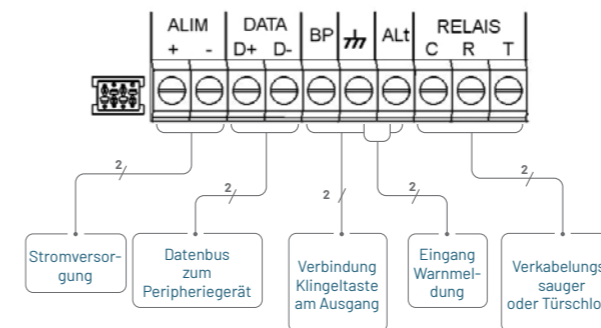 ALIM DATA BP ALt RELAIS
+ - D+ D- C R T
2 2 2 2 2
Stromversor-
gung
Datenbus
zum
Peripheriegerät
Verbindung
Klingeltaste
am Ausgang
Eingang
Warnmel-
dung
Verkabelungs
sauger
oder Türschlo